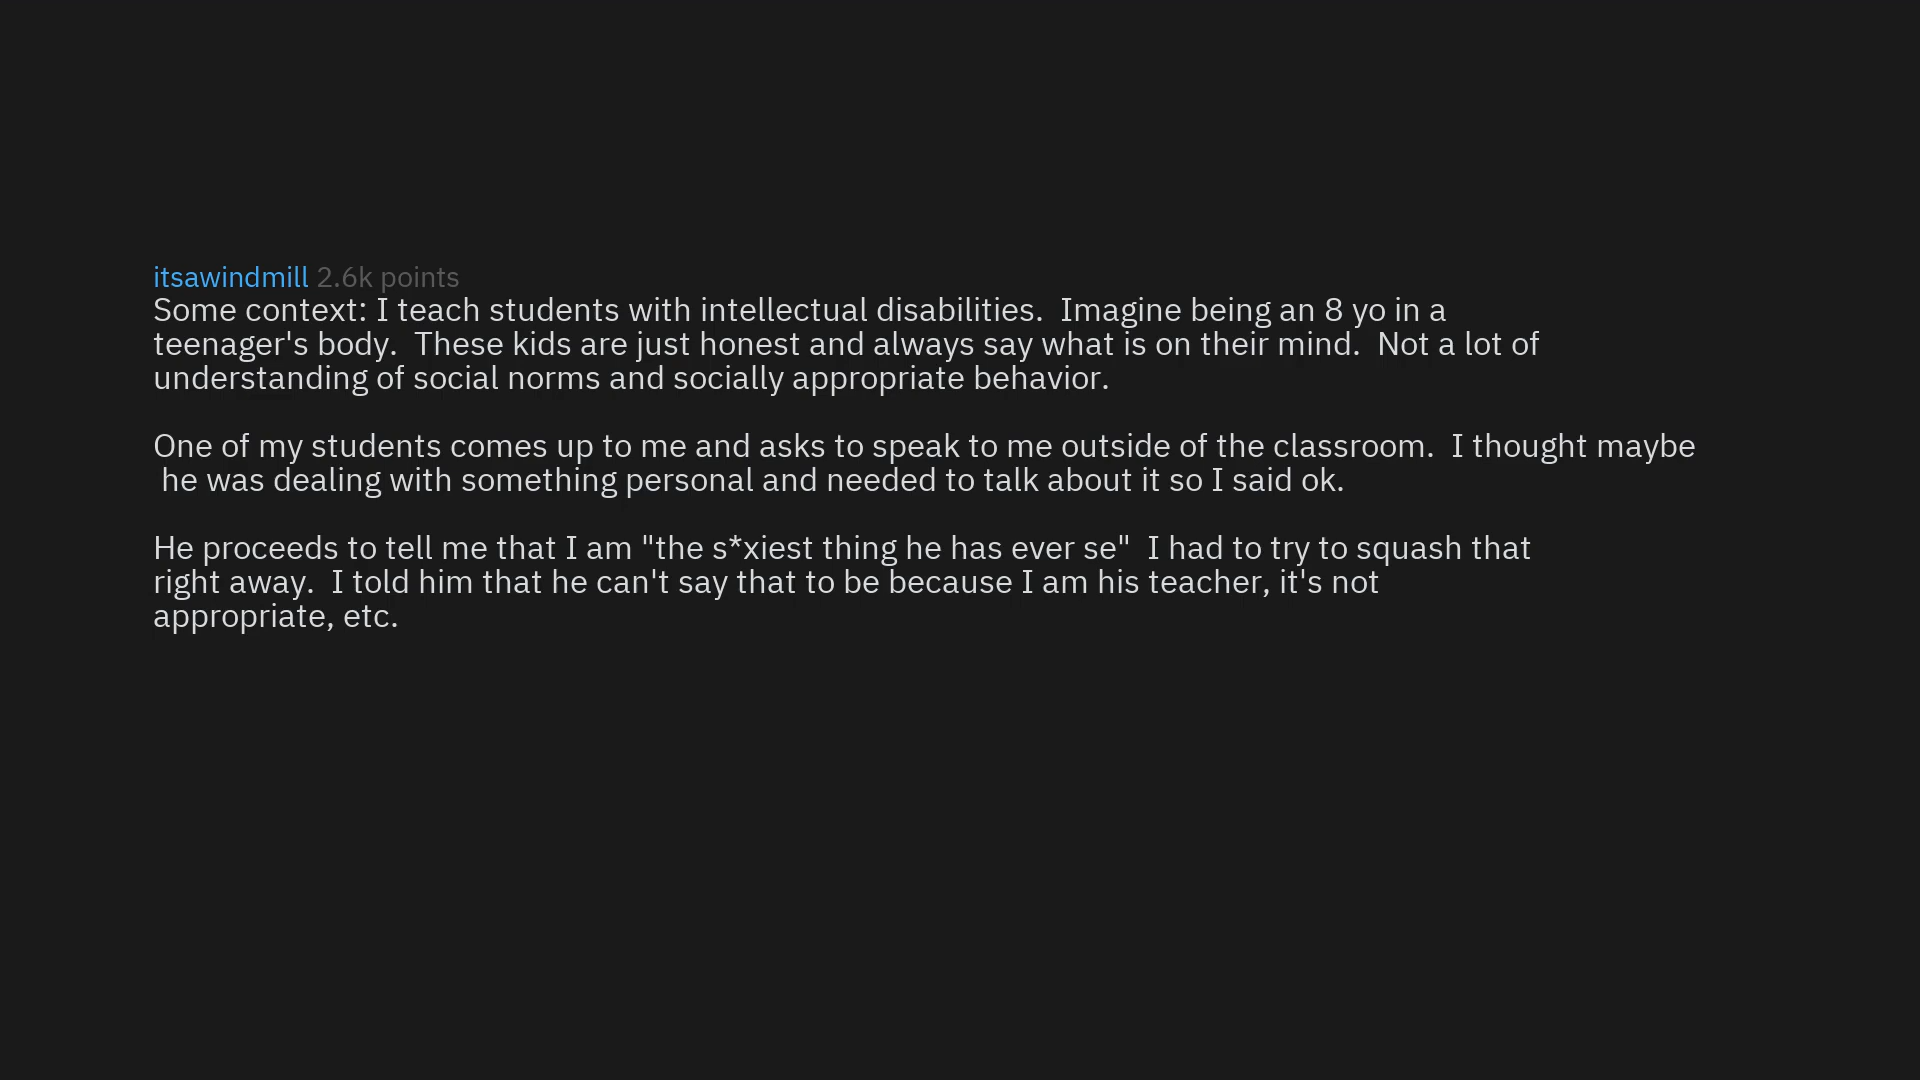 itsawindmill 2.6k points
Some context: I teach students with intellectual disabilities.  Imagine being an 8 yo in a
teenager's body.  These kids are just honest and always say what is on their mind.  Not a lot of
understanding of social norms and socially appropriate behavior.
One of my students comes up to me and asks to speak to me outside of the classroom.  I thought maybe
he was dealing with something personal and needed to talk about it so I said ok.
He proceeds to tell me that I am "the s*xiest thing he has ever se"  I had to try to squash that
right away.  I told him that he can't say that to be because I am his teacher, it's not
appropriate, etc.